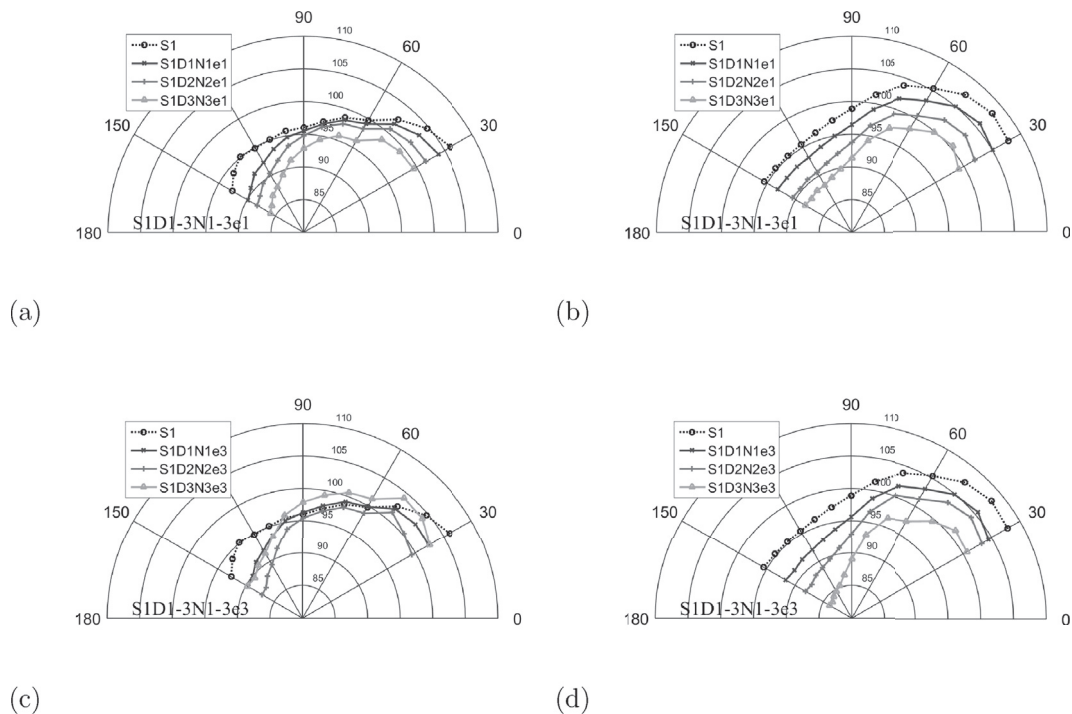 90
110
60
105
100
95
90
85
30
0
150
180
S1
S1D1N1e1
S1D2N2e1
S1D3N3e1
S1D1-3N1-3e1
(a)
90
110
60
105
100
95
90
85
30
0
150
180
S1
S1D1N1e1
S1D2N2e1
S1D3N3e1
S1D1-3N1-3e1
(b)
90
110
60
105
100
95
90
85
30
0
150
180
S1
S1D1N1e3
S1D2N2e3
S1D3N3e3
S1D1-3N1-3e3
(c)
90
110
60
105
100
95
90
85
30
0
150
180
S1
S1D1N1e3
S1D2N2e3
S1D3N3e3
S1D1-3N1-3e3
(d)